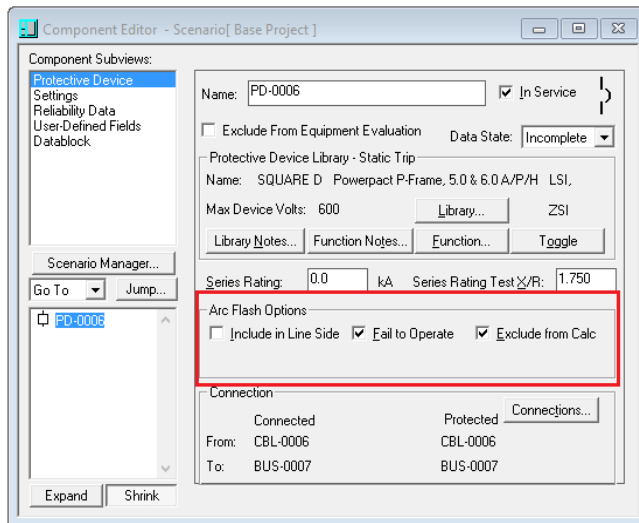 Component Editor - Scenario[ Base Project ]
Component Subviews:
Protective Device
Settings
Reliability Data
User-Defined Fields
Datablock
Scenario Manager...
Go To Jump...
PD-0006
Expand Shrink
Name: PD-0006 In Service
Exclude From Equipment Evaluation Data State: Incomplete
Protective Device Library - Static Trip
Name: SQUARE D Powerpact P-Frame, 5.0 & 6.0 A/P/H LSI,
Max Device Volts: 600 Library... ZSI
Library Notes... Function Notes... Function... Toggle
Series Rating: 0.0 kA Series Rating Test X/R: 1.750
Arc Flash Options
Include in Line Side Fail to Operate Exclude from Calc
Connection
Connected Protected Connections...
From: CBL-0006 CBL-0006
To: BUS-0007 BUS-0007